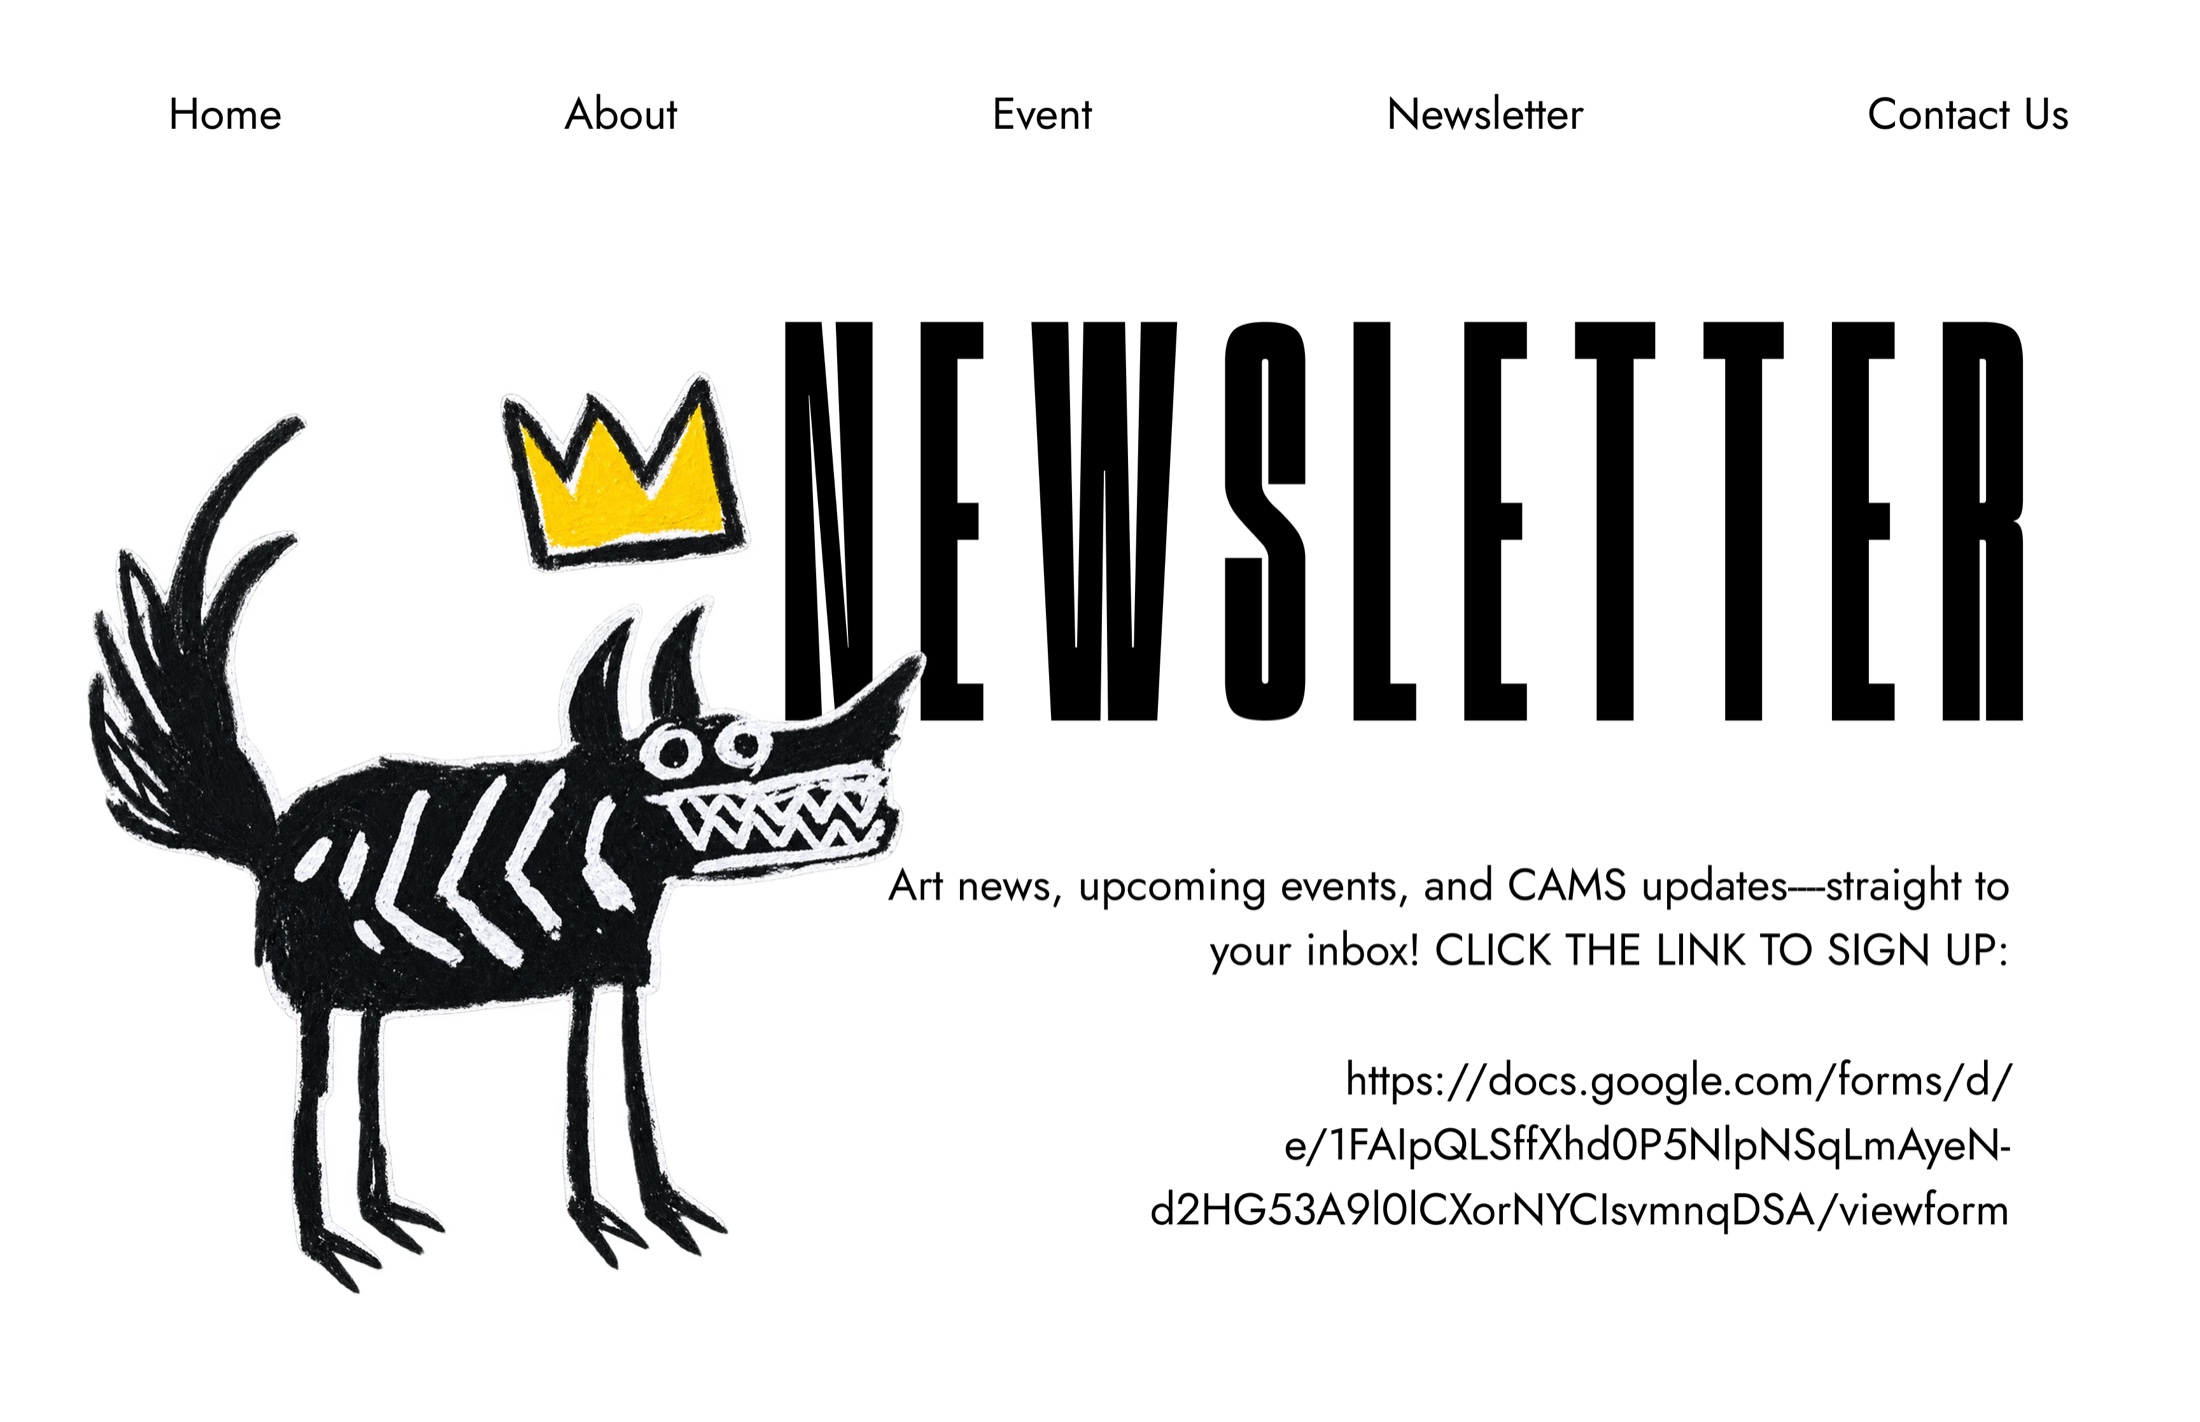 Home About Event Newsletter Contact Us
NEWSLETTER
Art news, upcoming events, and CAMS updates—straight to
your inbox! CLICK THE LINK TO SIGN UP:
https://docs.google.com/forms/d/
e/1FAIpQLSffXhd0P5NlpNSqLmAyeN-
d2HG53A9l0lCXorNYCIsvmnqDSA/viewform